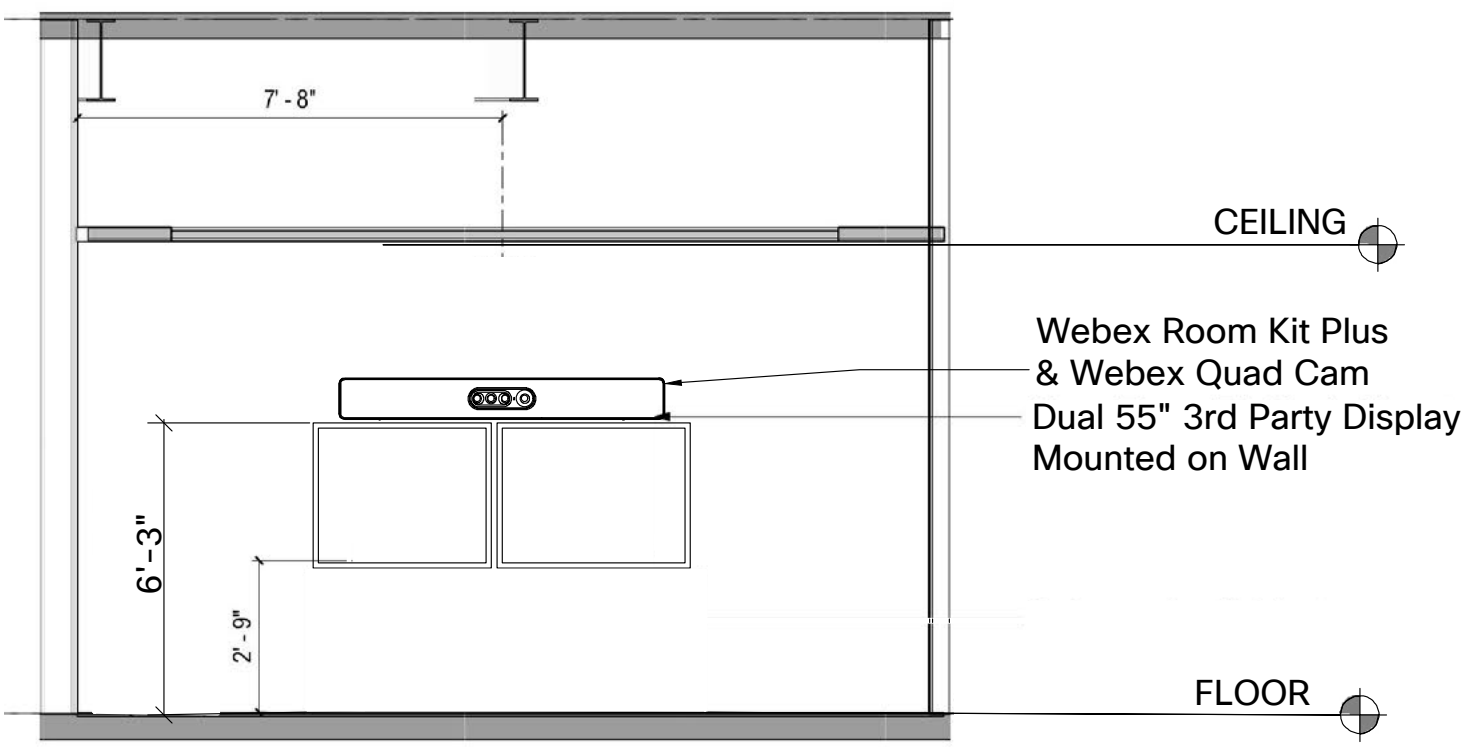 7' - 8"
CEILING
Webex Room Kit Plus
& Webex Quad Cam
Dual 55" 3rd Party Display
Mounted on Wall
6'-3"
2' - 9"
FLOOR